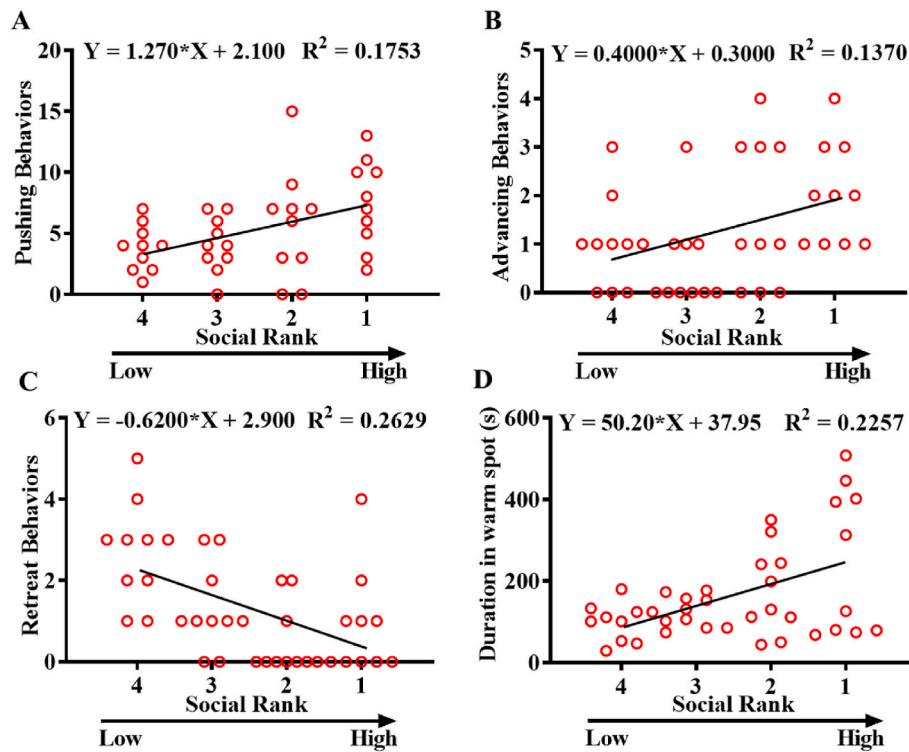 A
Y = 1.270*X + 2.100 R² = 0.1753
Pushing Behaviors
20
15
10
5
0
4 3 2 1
Social Rank
Low High
B
Y = 0.4000*X + 0.3000 R² = 0.1370
Advancing Behaviors
5
4
3
2
1
0
4 3 2 1
Social Rank
Low High
C
Y = -0.6200*X + 2.900 R² = 0.2629
Retreat Behaviors
6
4
2
0
4 3 2 1
Social Rank
Low High
D
Y = 50.20*X + 37.95 R² = 0.2257
Duration in warm spot (s)
600
400
200
0
4 3 2 1
Social Rank
Low High